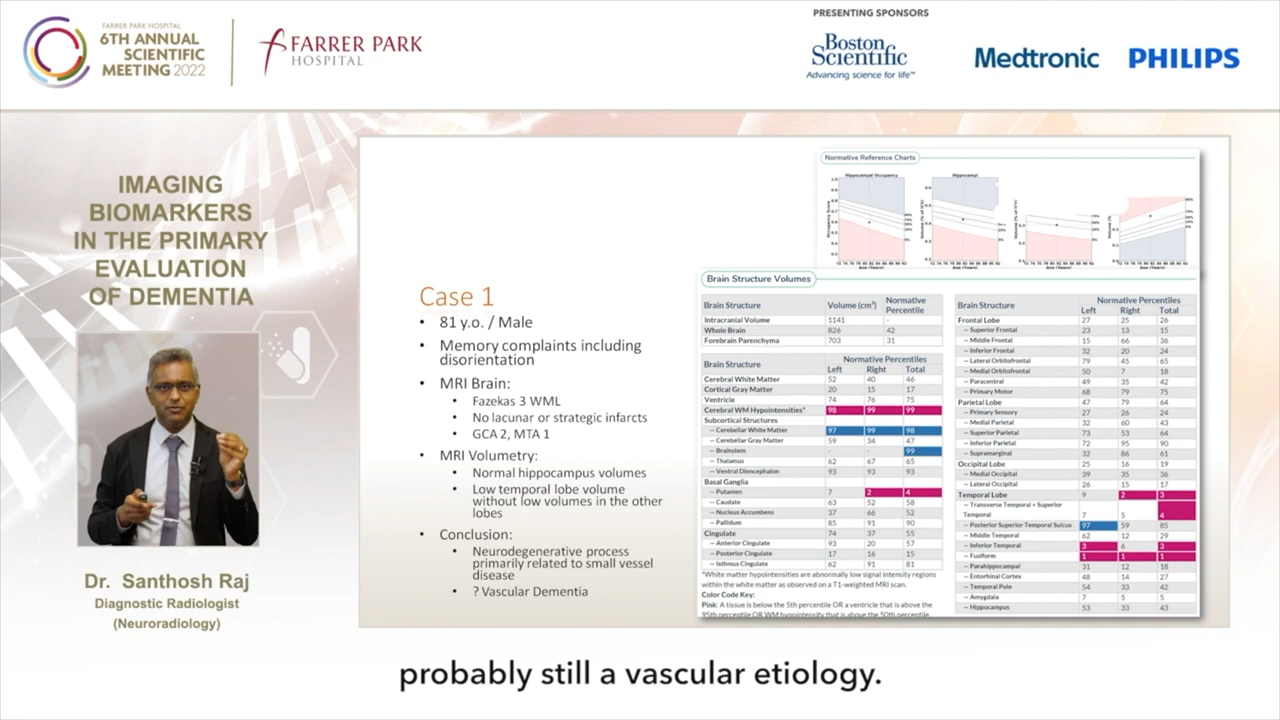 FARRER PARK HOSPITAL
6TH ANNUAL
SCIENTIFIC
MEETING 2022
FARRER PARK
HOSPITAL
PRESENTING SPONSORS
Boston
Scientific
Advancing science for life™
Medtronic
PHILIPS
IMAGING
BIOMARKERS
IN THE PRIMARY
EVALUATION
OF DEMENTIA
Dr. Santhosh Raj
Diagnostic Radiologist
(Neuroradiology)
Case 1
• 81 y.o. / Male
• Memory complaints including
disorientation
• MRI Brain:
• Fazekas 3 WML
• No lacunar or strategic infarcts
• GCA 2, MTA 1
• MRI Volumetry:
• Normal hippocampus volumes
• Low temporal lobe volume
without low volumes in the other
lobes
• Conclusion:
• Neurodegenerative process
primarily related to small vessel
disease
• ? Vascular Dementia
Normative Reference Charts
Hippocampal Occupancy
Hippocampi
Brain Structure Volumes
Brain Structure Volume (cm³) Normative
Percentile
Intracranial Volume 1141 -
Whole Brain 826 42
Forebrain Parenchyma 703 31
Brain Structure Normative Percentiles
Left Right Total
Cerebral White Matter 52 40 46
Cortical Gray Matter 20 15 17
Ventricle 74 76 75
Cerebral WM Hypointensities* 98 99 99
Subcortical Structures
– Cerebellar White Matter 97 99 98
– Cerebellar Gray Matter 59 34 47
– Brainstem - - 99
– Thalamus 62 67 65
– Ventral Diencephalon 93 93 93
Basal Ganglia
– Putamen 7 2 4
– Caudate 63 52 58
– Nucleus Accumbens 37 66 52
– Pallidum 85 91 90
Cingulate 74 37 55
– Anterior Cingulate 93 20 57
– Posterior Cingulate 17 16 15
– Isthmus Cingulate 62 91 81
*White matter hypointensities are abnormally low signal intensity regions
within the white matter as observed on a T1-weighted MRI scan.
Color Code Key:
Pink: A tissue is below the 5th percentile OR a ventricle that is above the
95th percentile OR WM hypointensity that is above the 50th percentile.
Brain Structure Normative Percentiles
Left Right Total
Frontal Lobe 27 25 26
– Superior Frontal 23 13 15
– Middle Frontal 15 66 36
– Inferior Frontal 32 20 24
– Lateral Orbitofrontal 79 45 65
– Medial Orbitofrontal 50 7 18
– Paracentral 49 35 42
– Primary Motor 68 79 75
Parietal Lobe 47 79 64
– Primary Sensory 27 26 24
– Medial Parietal 32 60 43
– Superior Parietal 73 53 64
– Inferior Parietal 72 95 90
– Supramarginal 32 86 61
Occipital Lobe 25 16 19
– Medial Occipital 39 35 36
– Lateral Occipital 26 15 17
Temporal Lobe 9 2 3
– Transverse Temporal + Superior
Temporal 7 5 4
– Posterior Superior Temporal Sulcus 97 59 85
– Middle Temporal 62 12 29
– Inferior Temporal 3 6 3
– Fusiform 1 1 1
– Parahippocampal 31 12 18
– Entorhinal Cortex 48 14 27
– Temporal Pole 54 33 42
– Amygdala 7 5 5
– Hippocampus 53 33 43
probably still a vascular etiology.